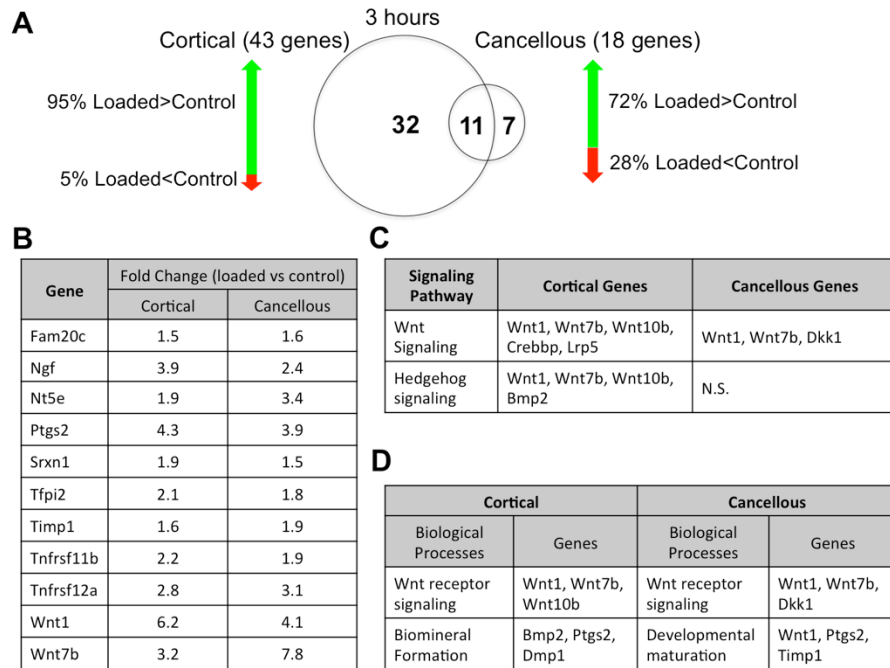 A
3 hours
Cortical (43 genes)
Cancellous (18 genes)
95% Loaded>Control
5% Loaded<Control
32
11
7
72% Loaded>Control
28% Loaded<Control
B
Gene
Fold Change (loaded vs control)
Cortical
Cancellous
Fam20c 1.5 1.6
Ngf 3.9 2.4
Nt5e 1.9 3.4
Ptgs2 4.3 3.9
Srxn1 1.9 1.5
Tfpi2 2.1 1.8
Timp1 1.6 1.9
Tnfrsf11b 2.2 1.9
Tnfrsf12a 2.8 3.1
Wnt1 6.2 4.1
Wnt7b 3.2 7.8
C
Signaling
Pathway
Cortical Genes
Cancellous Genes
Wnt
Signaling
Wnt1, Wnt7b, Wnt10b,
Crebbp, Lrp5
Wnt1, Wnt7b, Dkk1
Hedgehog
signaling
Wnt1, Wnt7b, Wnt10b,
Bmp2
N.S.
D
Cortical
Cancellous
Biological
Processes
Genes
Biological
Processes
Genes
Wnt receptor
signaling
Wnt1, Wnt7b,
Wnt10b
Wnt receptor
signaling
Wnt1, Wnt7b,
Dkk1
Biomineral
Formation
Bmp2, Ptgs2,
Dmp1
Developmental
maturation
Wnt1, Ptgs2,
Timp1